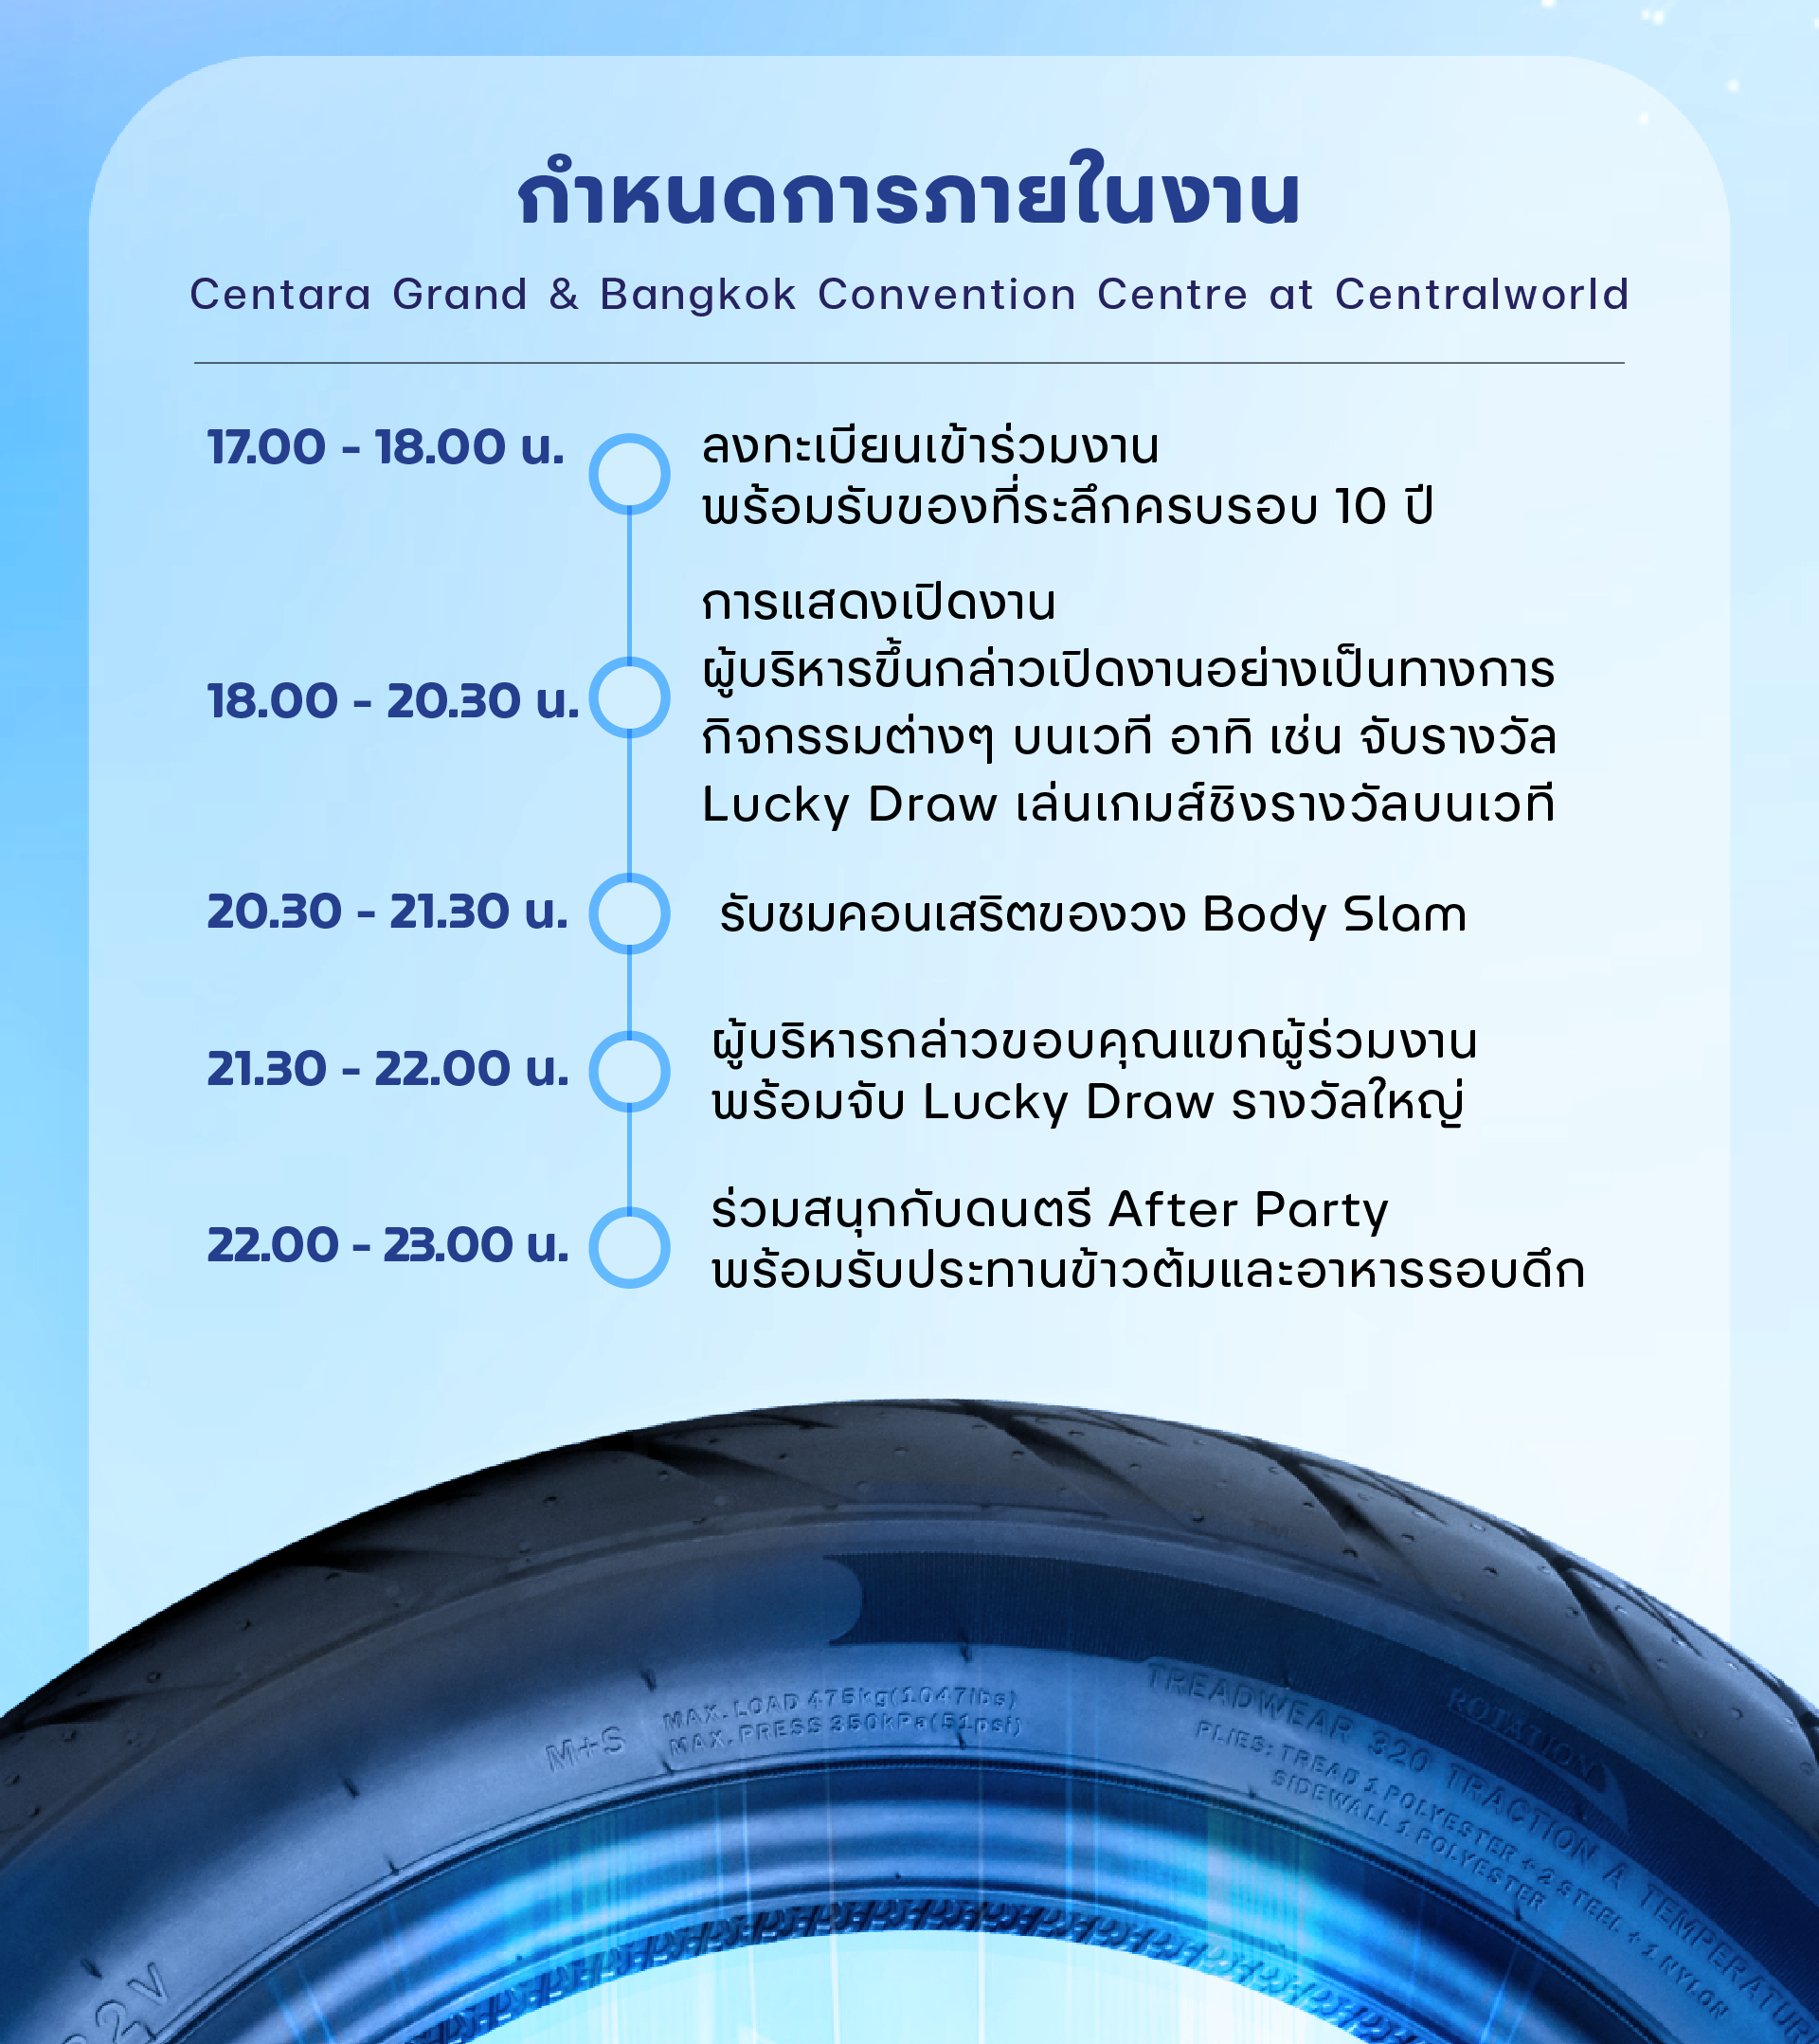 กำหนดการภายในงาน
Centara Grand & Bangkok Convention Centre at Centralworld
17.00 - 18.00 น.
ลงทะเบียนเข้าร่วมงาน
พร้อมรับของที่ระลึกครบรอบ 10 ปี
18.00 - 20.30 น.
การแสดงเปิดงาน
ผู้บริหารขึ้นกล่าวเปิดงานอย่างเป็นทางการ
กิจกรรมต่างๆ บนเวที อาทิ เช่น จับรางวัล
Lucky Draw เล่นเกมส์ชิงรางวัลบนเวที
20.30 - 21.30 น.
รับชมคอนเสริตของวง Body Slam
21.30 - 22.00 น.
ผู้บริหารกล่าวขอบคุณแขกผู้ร่วมงาน
พร้อมจับ Lucky Draw รางวัลใหญ่
22.00 - 23.00 น.
ร่วมสนุกกับดนตรี After Party
พร้อมรับประทานข้าวต้มและอาหารรอบดึก
M+S
MAX. LOAD 475kg(1047lbs)
MAX. PRESS 350kPa(51psi)
ROTATION
TREADWEAR 320 TRACTION A TEMPERATUR
PLIES: TREAD 1 POLYESTER + 2 STEEL + 1 NYLON
SIDEWALL 1 POLYESTER